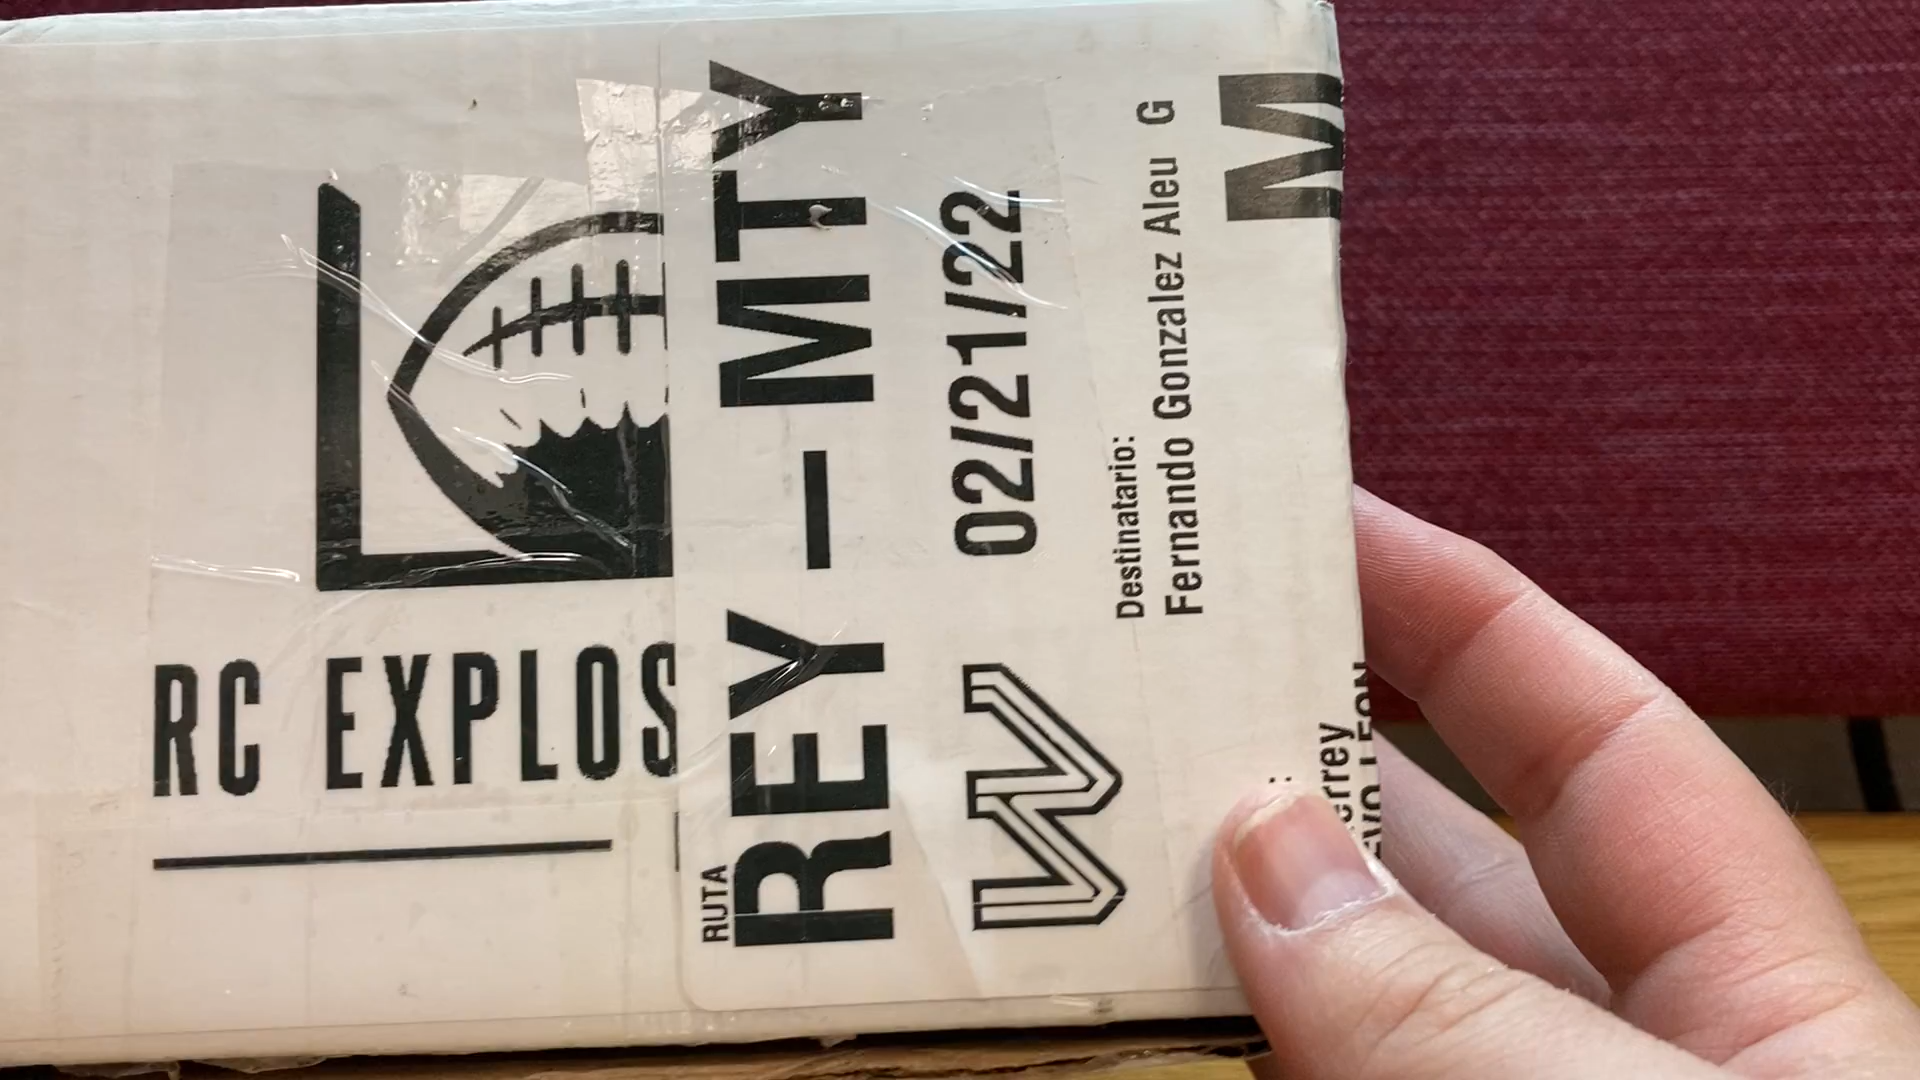 RC EXPLOS
RUTA
REY - MTY
02/21/22
Destinatario:
Fernando Gonzalez Aleu G
M